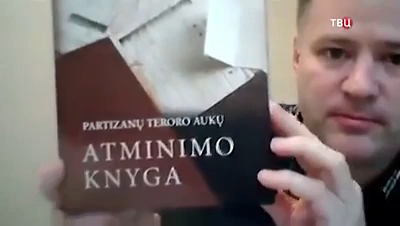 ТВЦ
PARTIZANŲ TERORO AUKŲ
ATMINIMO
KNYGA